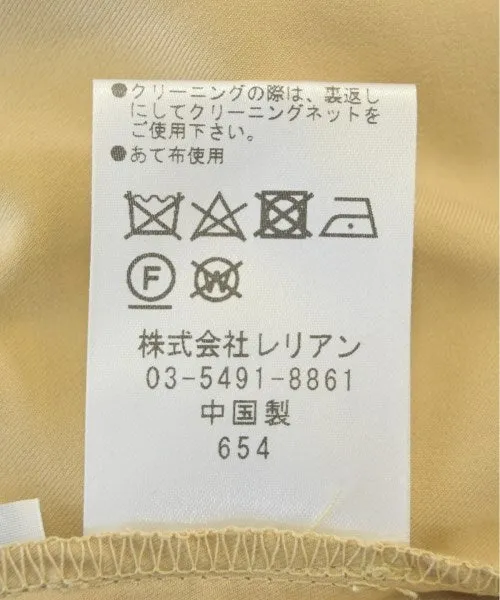 ●クリーニングの際は、裏返し
にしてクリーニングネットを
ご使用下さい。
●あて布使用
F W
株式会社レリアン
03-5491-8861
中国製
654